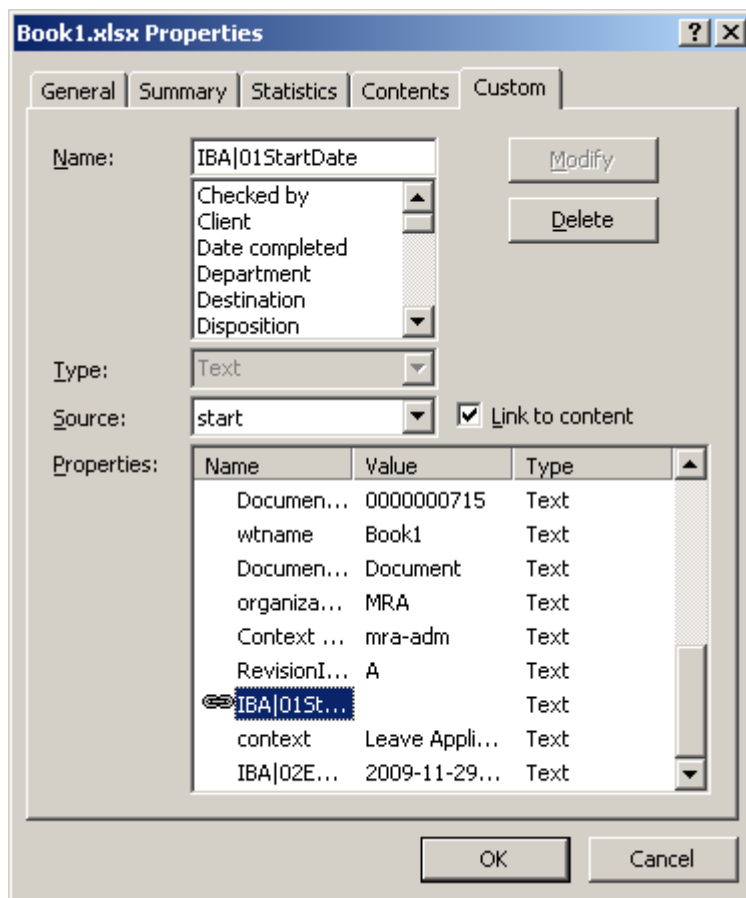 Book1.xlsx Properties
General Summary Statistics Contents Custom
Name: IBA|01StartDate Modify
Checked by
Client
Delete
Date completed
Department
Destination
Disposition
Type: Text
Source: start Link to content
Properties: Name Value Type
Documen... 0000000715 Text
wtname Book1 Text
Documen... Document Text
organiza... MRA Text
Context ... mra-adm Text
RevisionI... A Text
IBA|01St... Text
context Leave Appli... Text
IBA|02E... 2009-11-29... Text
OK Cancel